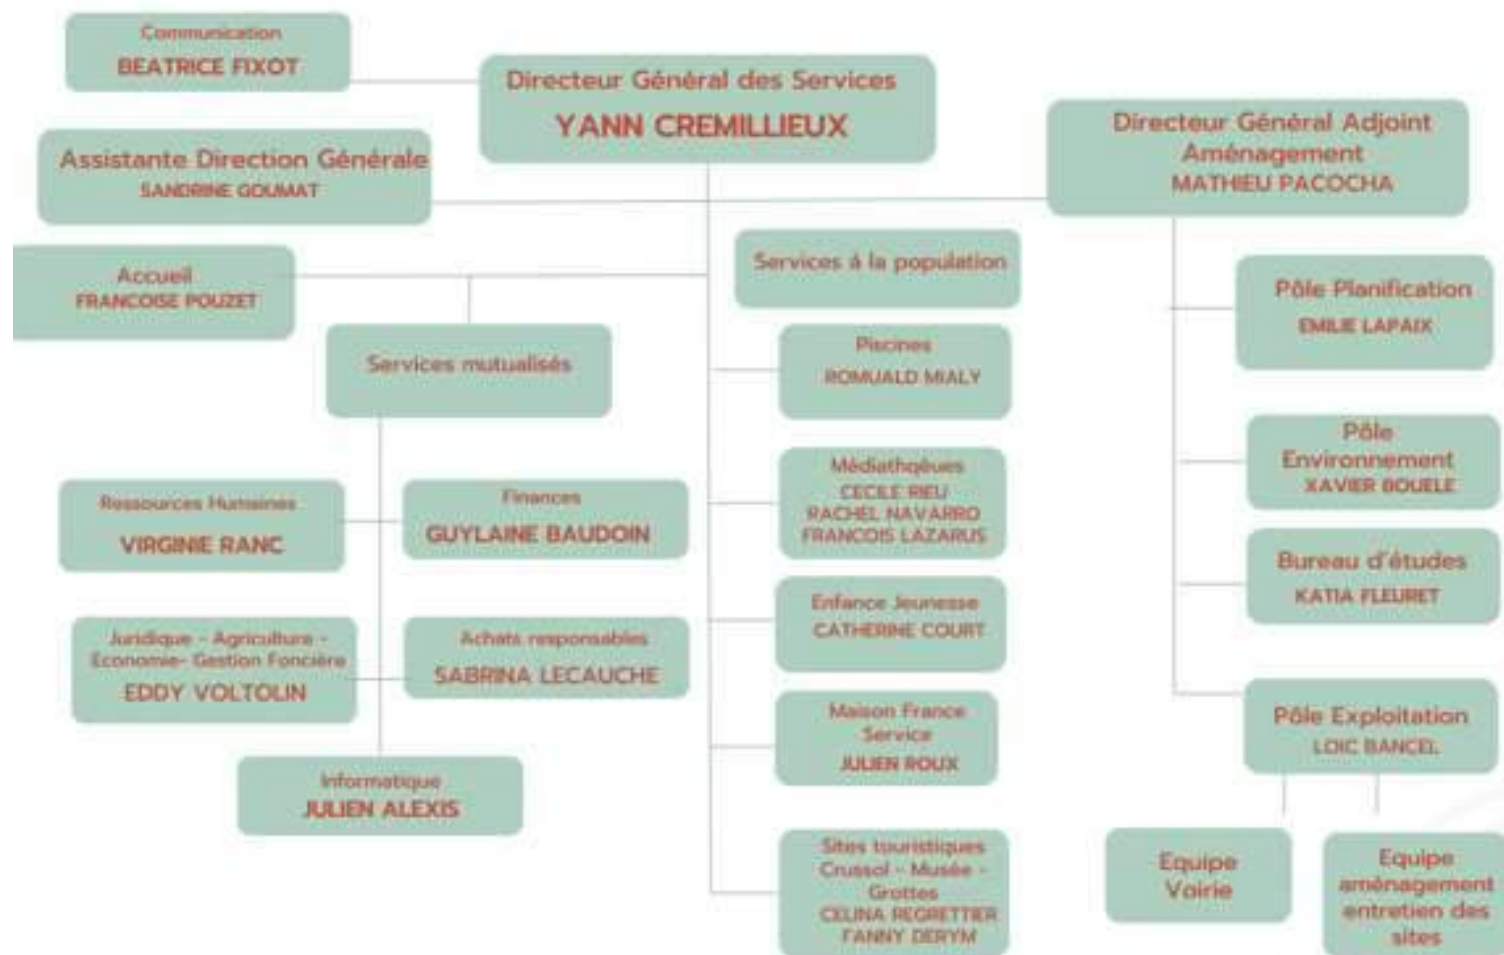 Communication
BEATRICE FIXOT
Directeur Général des Services
YANN CREMILLIEUX
Directeur Général Adjoint
Aménagement
MATHIEU PACOCHA
Assistante Direction Générale
SANDRINE GOUMAT
Accueil
FRANCOISE POUZET
Services mutualisés
Ressources Humaines
VIRGINIE RANC
Finances
GUYLAINE BAUDOIN
Juridique - Agriculture -
Economie- Gestion Foncière
EDDY VOLTOLIN
Achats responsables
SABRINA LECAUCHE
Informatique
JULIEN ALEXIS
Services à la population
Piscines
ROMUALD MIALY
Médiathqèues
CECILE RIEU
RACHEL NAVARRO
FRANCOIS LAZARUS
Enfance Jeunesse
CATHERINE COURT
Maison France
Service
JULIEN ROUX
Sites touristiques
Crussol - Musée -
Grottes
CELINA REGRETTIER
FANNY DERYM
Pôle Planification
EMILIE LAPAIX
Pôle
Environnement
XAVIER BOUELE
Bureau d'études
KATIA FLEURET
Pôle Exploitation
LOIC BANCEL
Equipe
Voirie
Equipe
aménagement
entretien des
sites